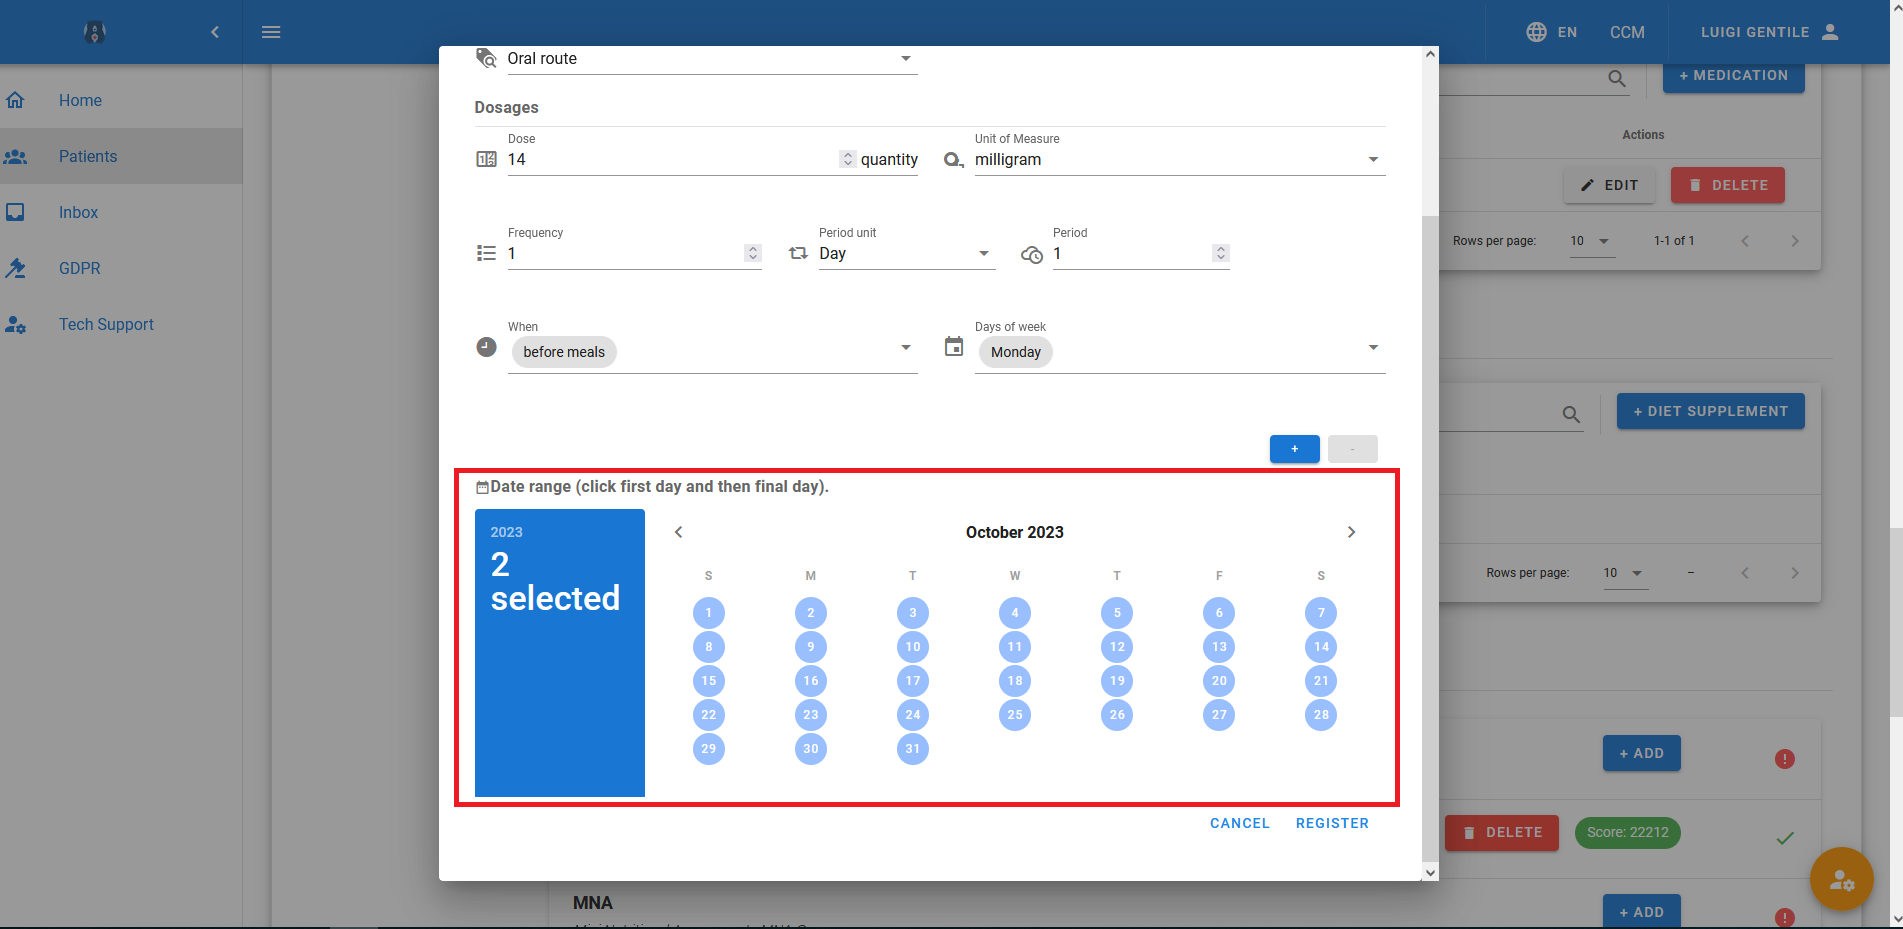 EN
CCM
LUIGI GENTILE
Home
Patients
Inbox
GDPR
Tech Support
Oral route
Dosages
Dose
14
quantity
Unit of Measure
milligram
Frequency
1
Period unit
Day
Period
1
When
before meals
Days of week
Monday
+
-
Date range (click first day and then final day).
2023
2
selected
October 2023
S M T W T F S
1 2 3 4 5 6 7
8 9 10 11 12 13 14
15 16 17 18 19 20 21
22 23 24 25 26 27 28
29 30 31
CANCEL REGISTER
+ MEDICATION
Actions
EDIT
DELETE
Rows per page: 10 1-1 of 1
+ DIET SUPPLEMENT
Rows per page: 10 –
+ ADD
DELETE
Score: 22212
MNA
+ ADD